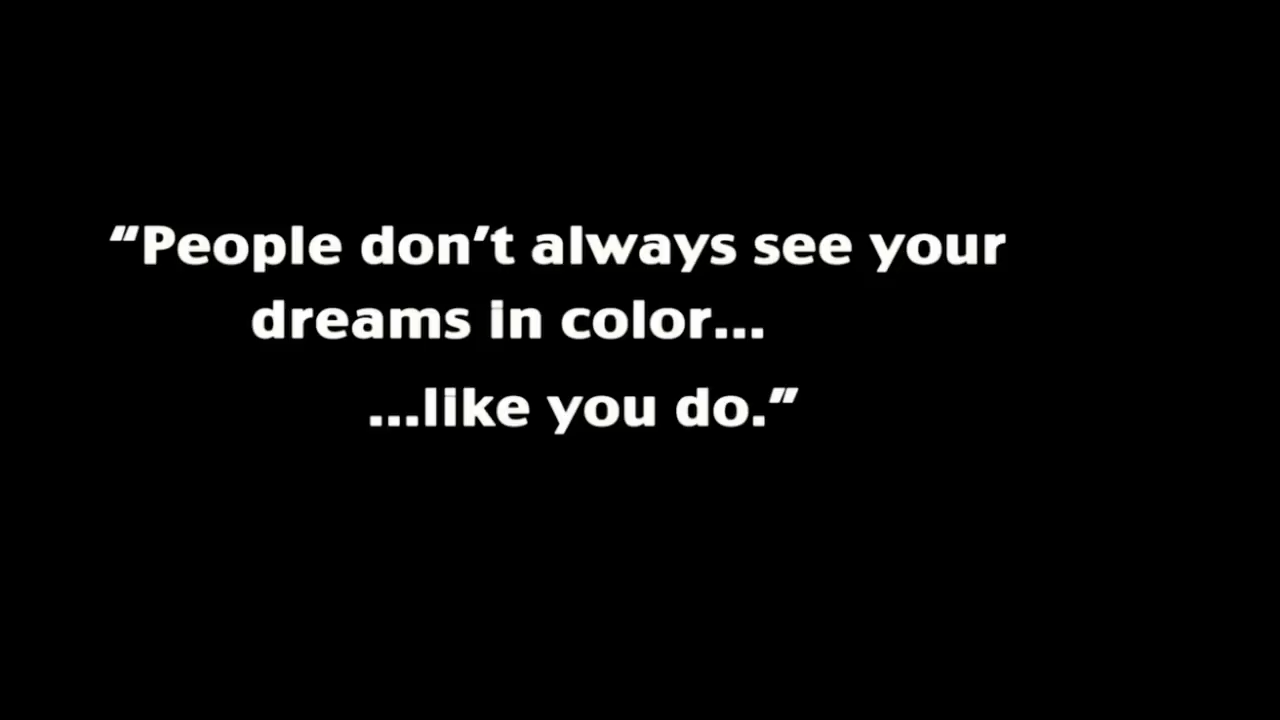 “People don’t always see your
dreams in color...
...like you do.”